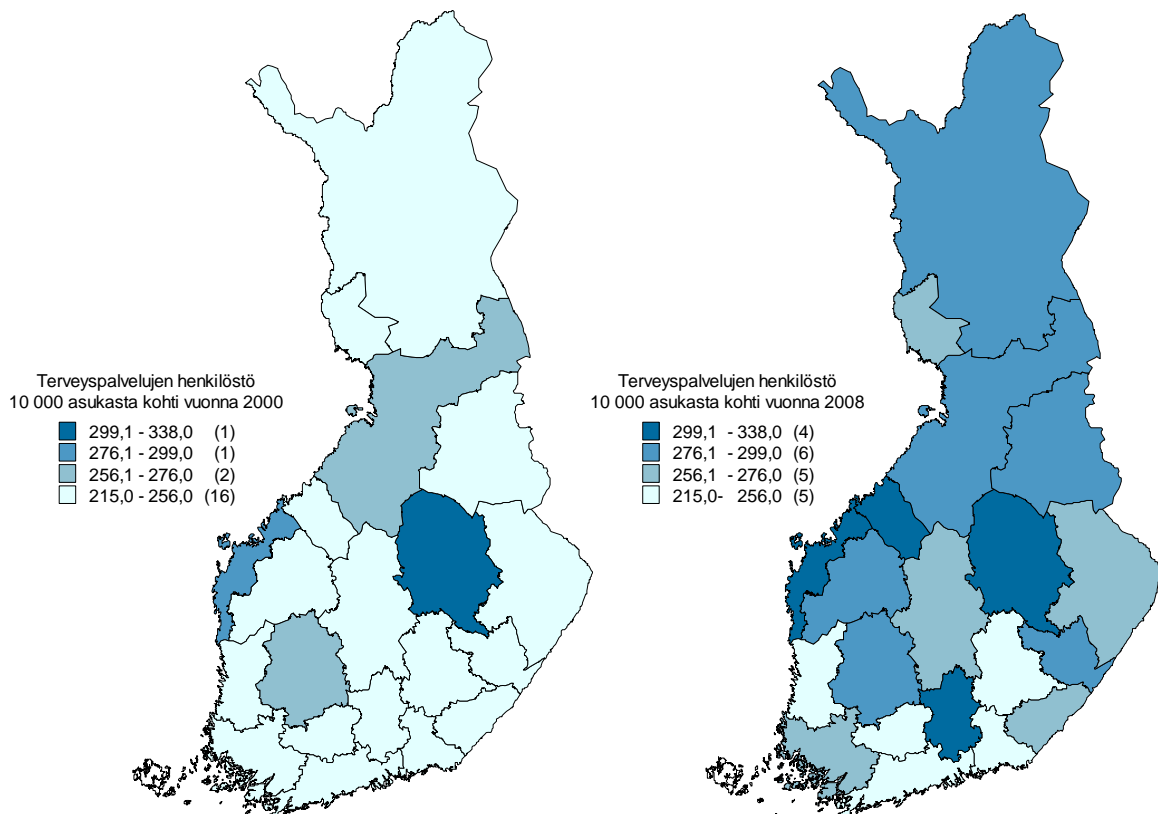 Terveyspalvelujen henkilöstö
10 000 asukasta kohti vuonna 2000
299,1 - 338,0 (1)
276,1 - 299,0 (1)
256,1 - 276,0 (2)
215,0 - 256,0 (16)
Terveyspalvelujen henkilöstö
10 000 asukasta kohti vuonna 2008
299,1 - 338,0 (4)
276,1 - 299,0 (6)
256,1 - 276,0 (5)
215,0- 256,0 (5)